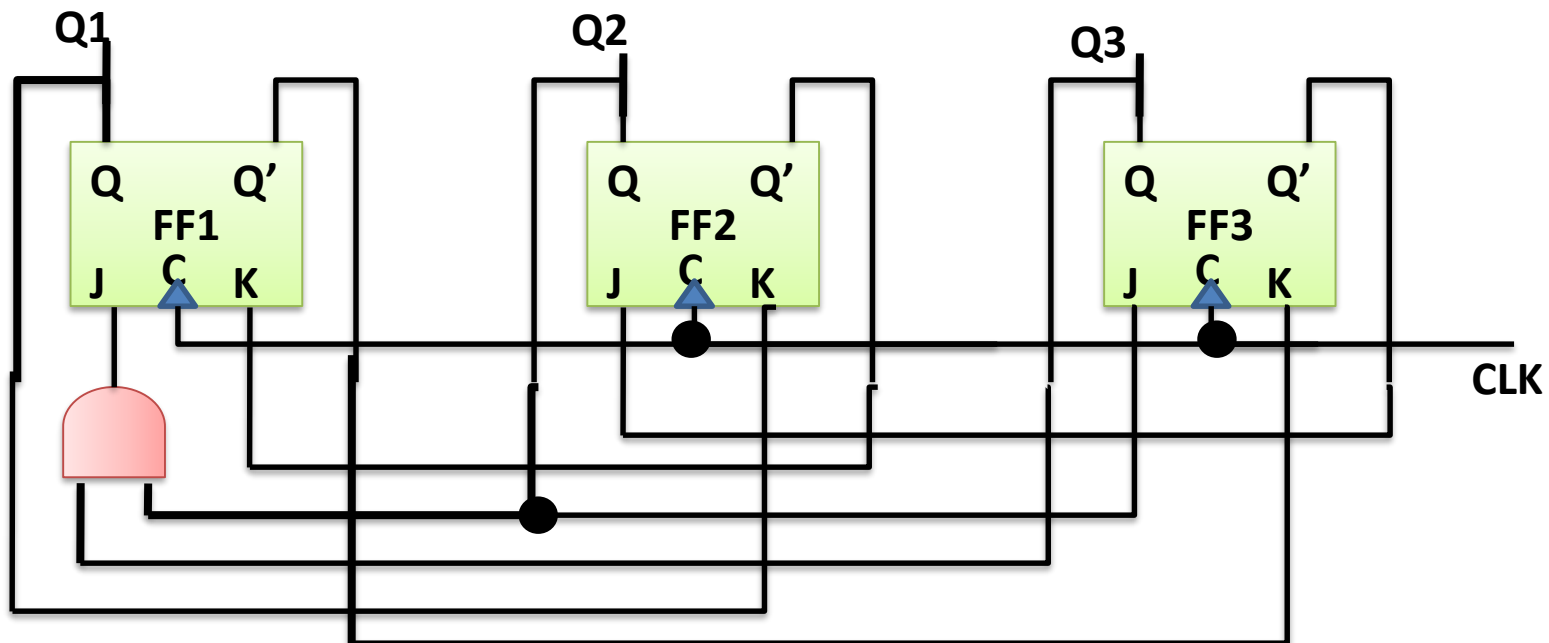 Q1 Q2 Q3
Q Q’ Q Q’ Q Q’
FF1 FF2 FF3
J C K J C K J C K
CLK